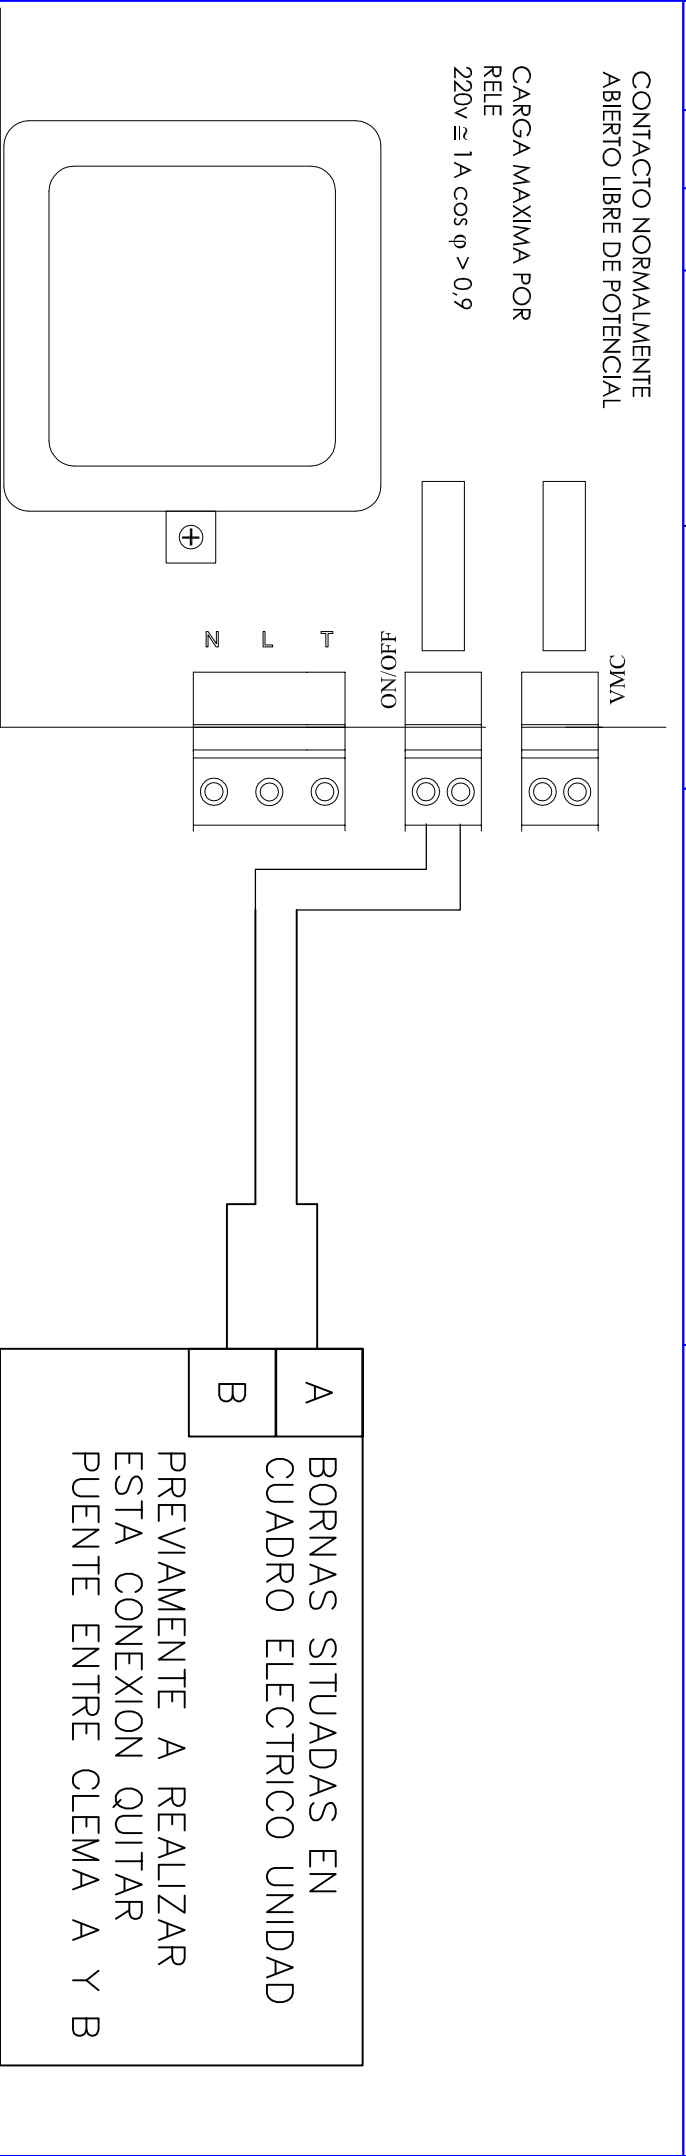 CONTACTO NORMALMENTE
ABIERTO LIBRE DE POTENCIAL
CARGA MAXIMA POR
RELE
220v ≅ 1A cos φ > 0,9
VMC
ON/OFF
T
L
N
A
B
BORNAS SITUADAS EN
CUADRO ELECTRICO UNIDAD
PREVIAMENTE A REALIZAR
ESTA CONEXION QUITAR
PUENTE ENTRE CLEMA A Y B